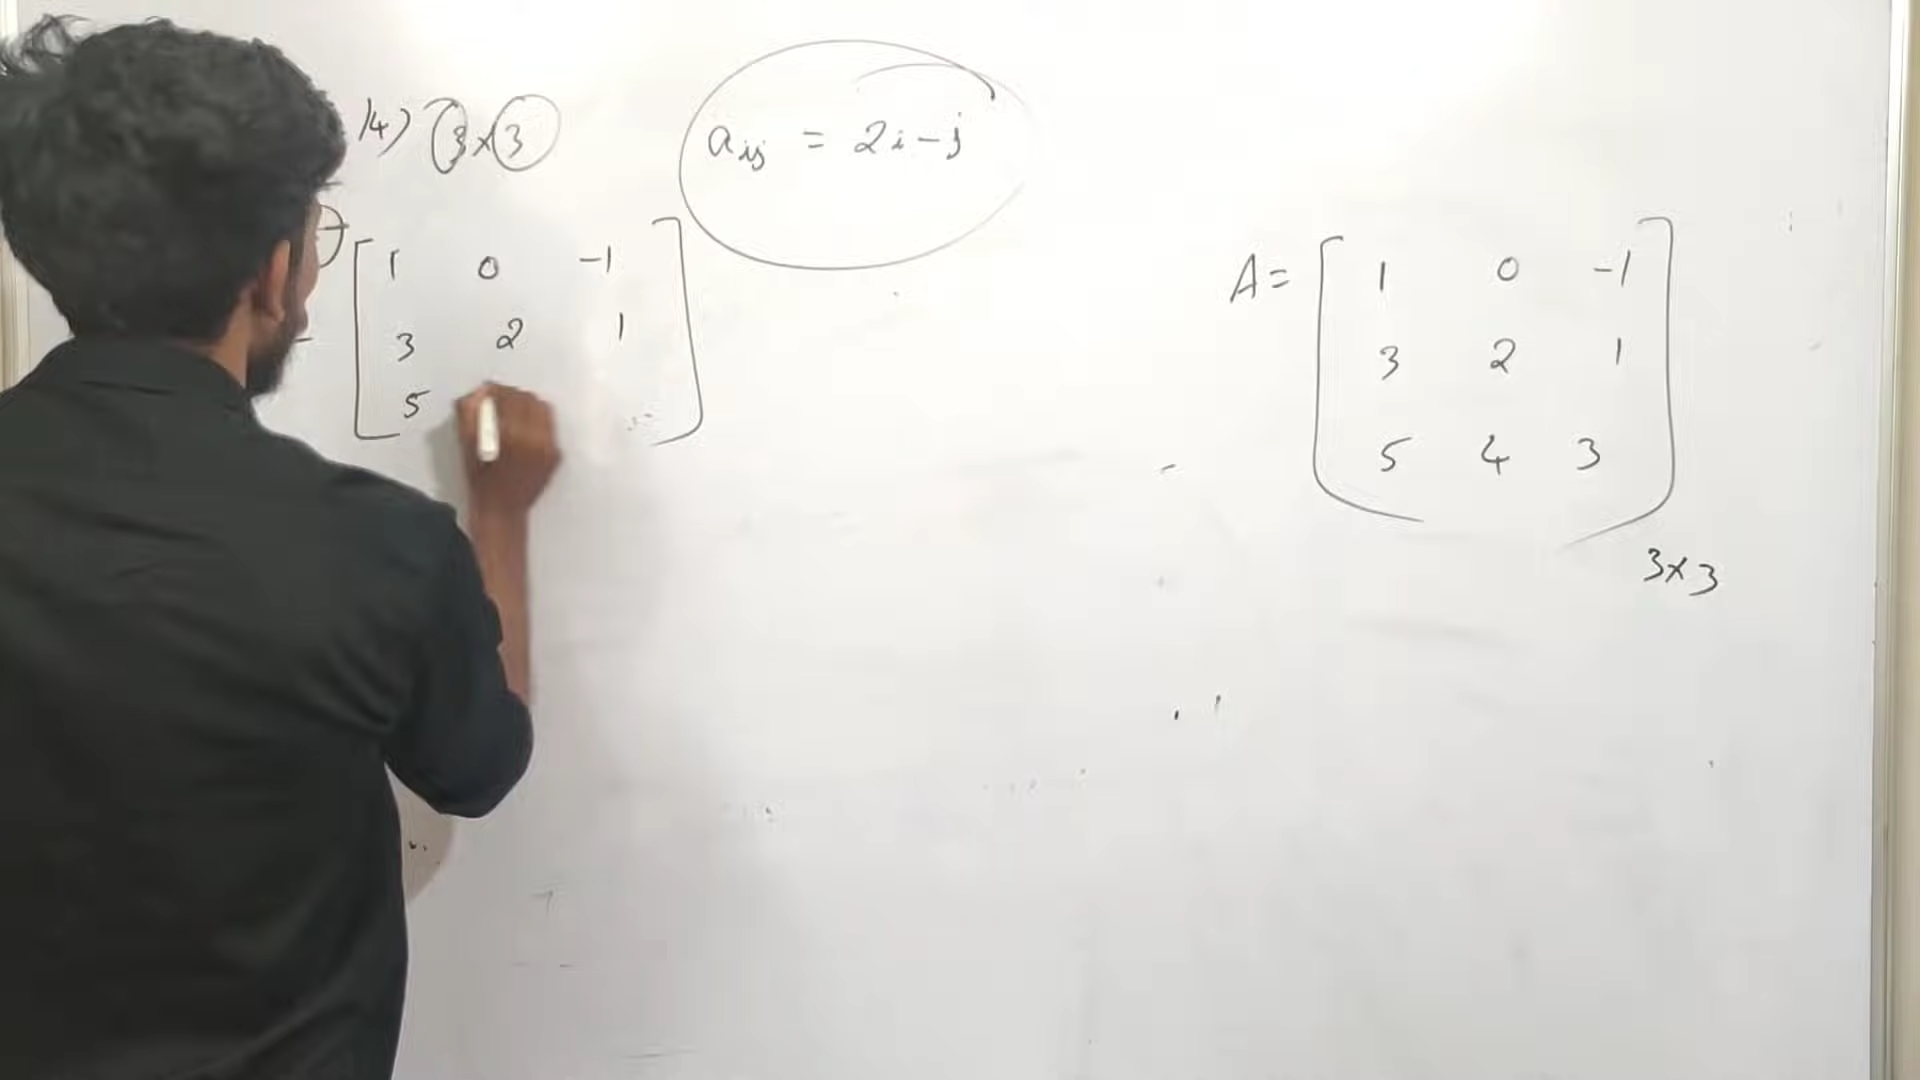 14) 3×3
a_ij = 2i-j
1 0 -1
3 2 1
5
A = 1 0 -1
3 2 1
5 4 3
3×3